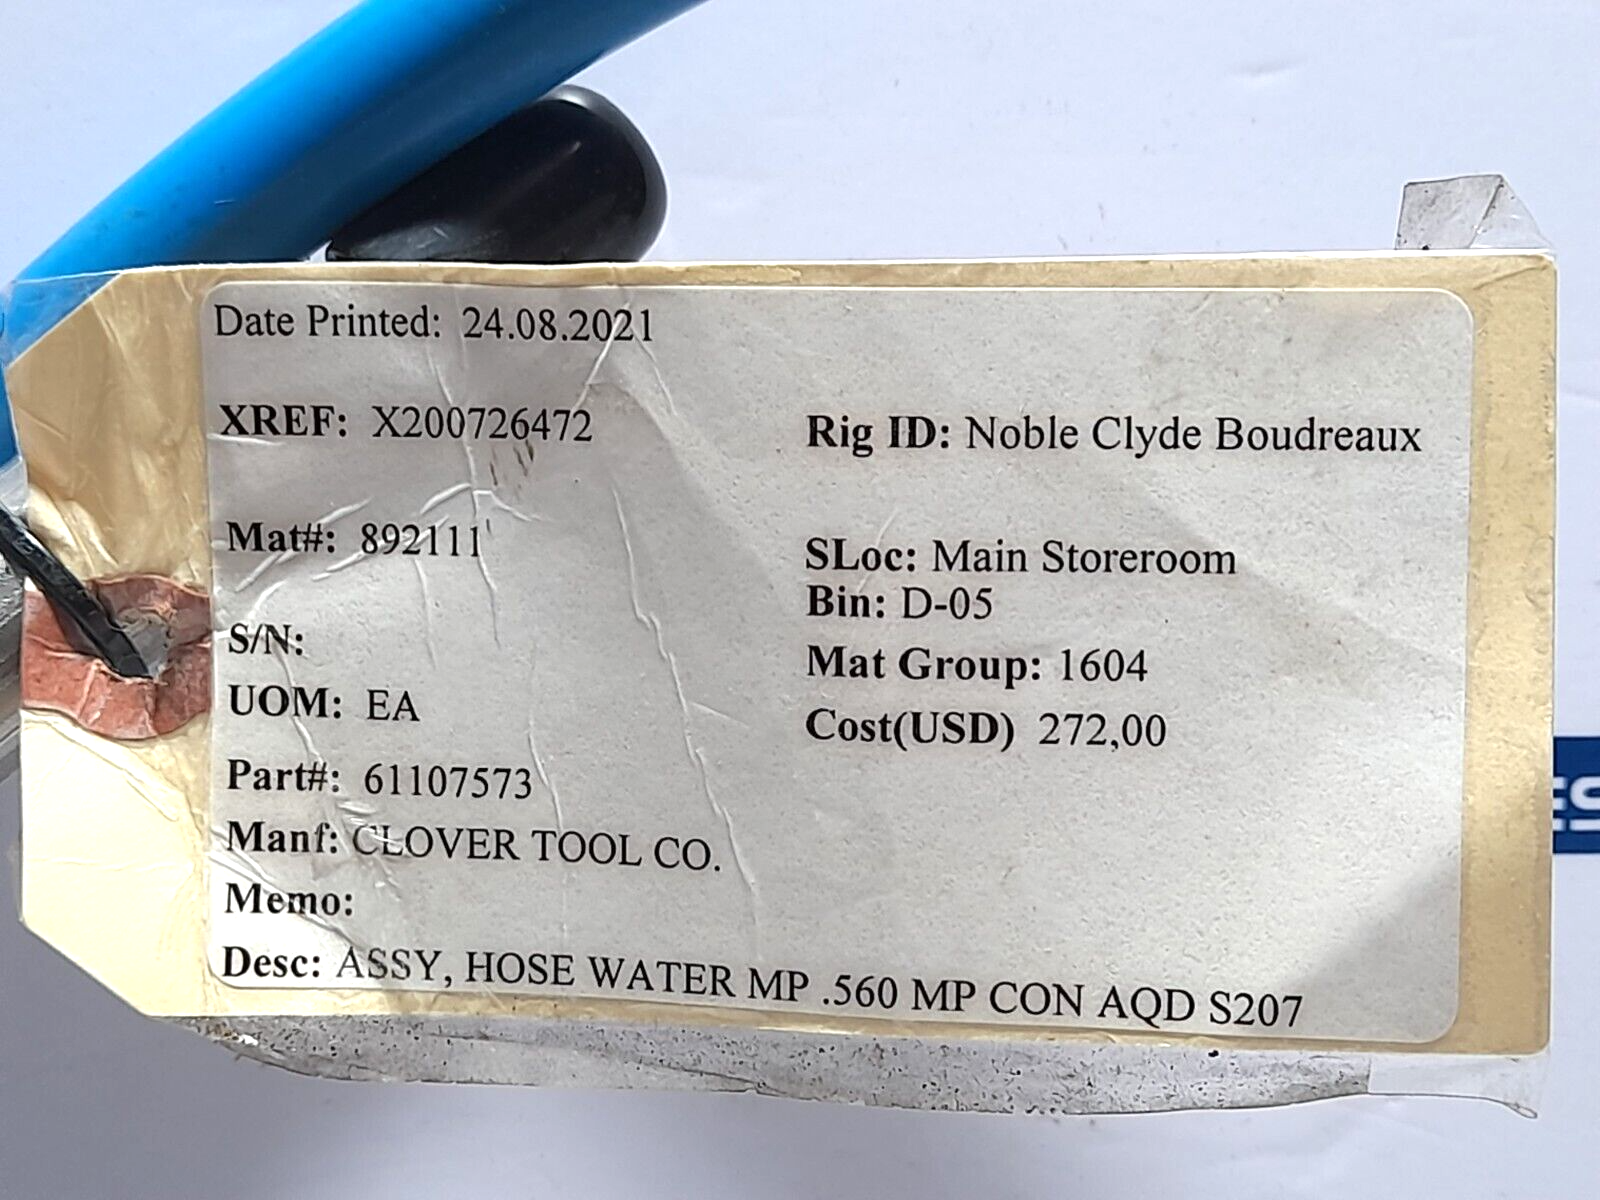 Date Printed: 24.08.2021
XREF: X200726472
Rig ID: Noble Clyde Boudreaux
Mat#: 892111
SLoc: Main Storeroom
Bin: D-05
S/N:
Mat Group: 1604
UOM: EA
Cost(USD) 272,00
Part#: 61107573
Manf: CLOVER TOOL CO.
Memo:
Desc: ASSY, HOSE WATER MP .560 MP CON AQD S207